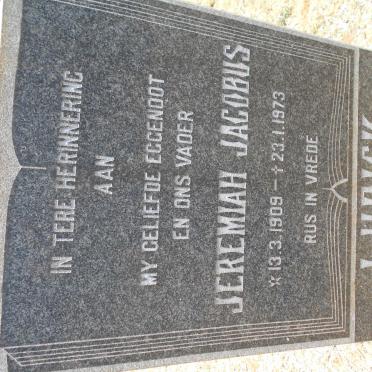 IN TERE HERINNERING
AAN
MY GELIEFDE EGGENOOT
EN ONS VADER
JEREMIAH JACOBUS
☆ 13.3.1909 – † 23.1.1973
RUS IN VREDE